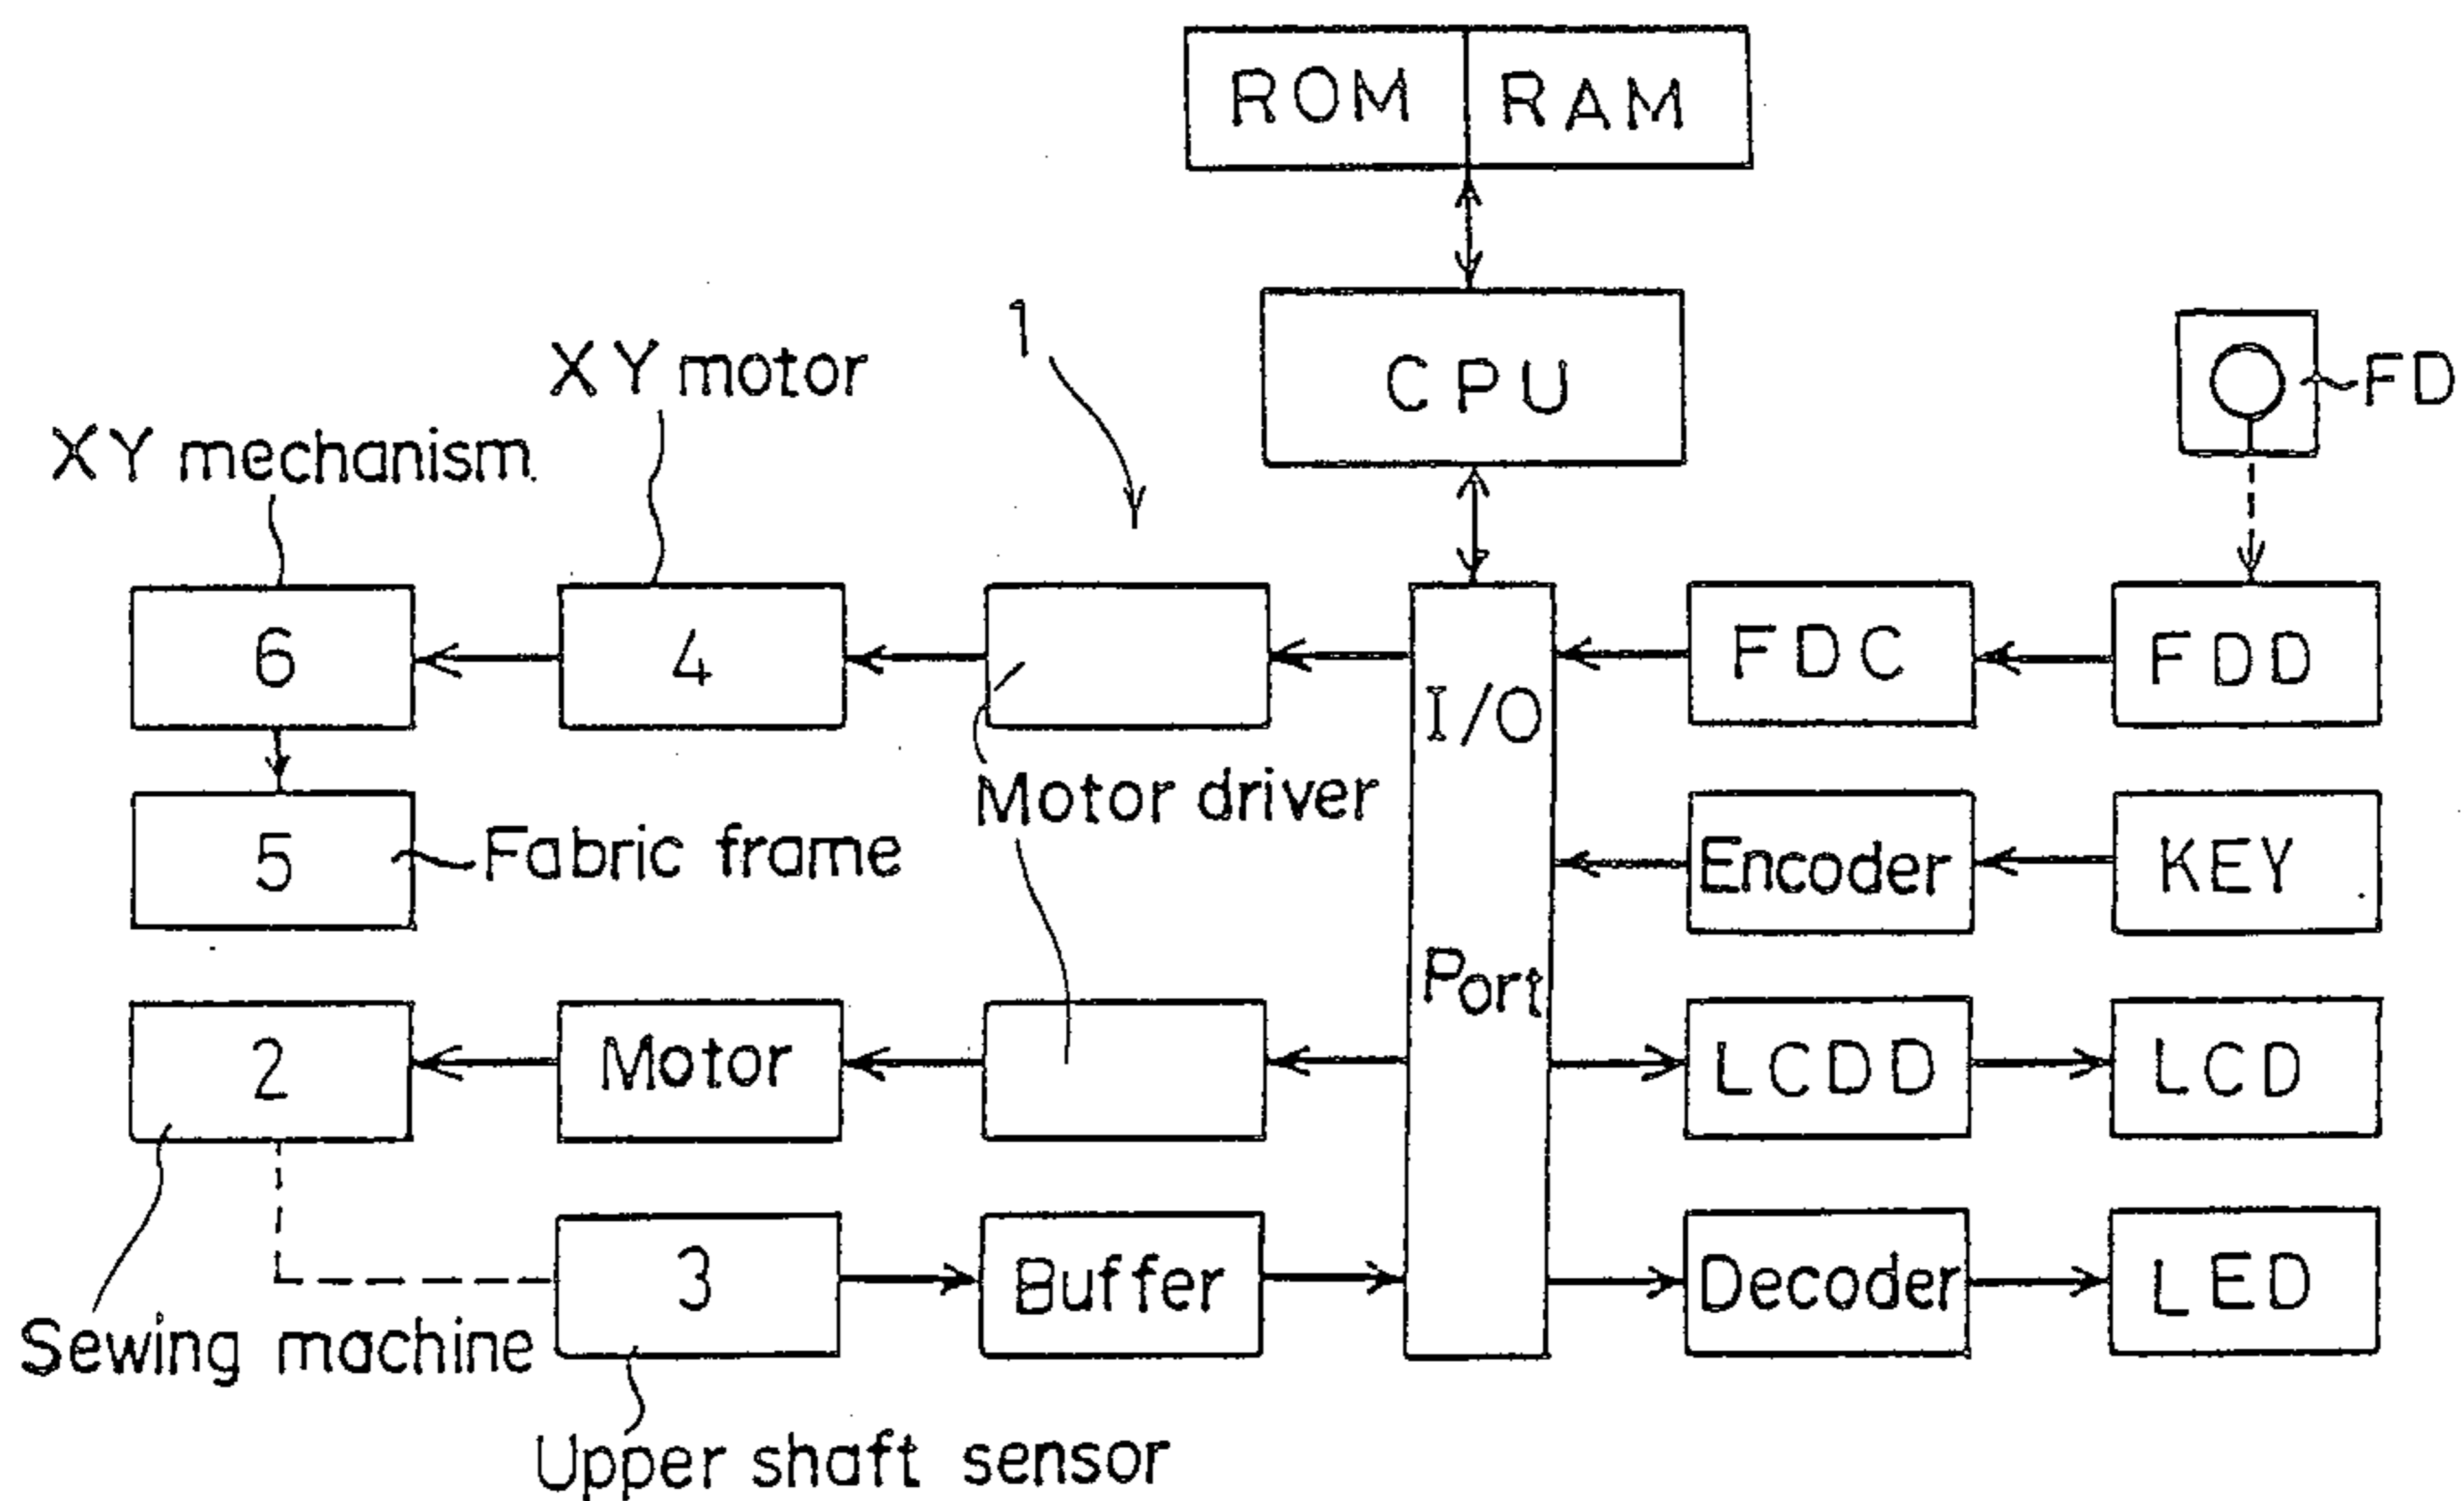 ROM RAM
CPU
1
FD
XY motor
XY mechanism
6
4
I/O
Port
FDC
FDD
Motor driver
5
Fabric frame
Encoder
KEY
2
Motor
LCDD
LCD
3
Buffer
Decoder
LED
Sewing machine
Upper shaft sensor